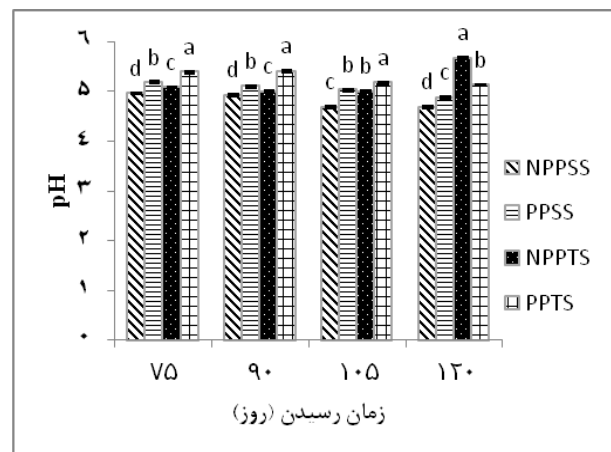 pH
۶
۵
۴
۳
۲
۱
۰
d b c a
d b c a
c b b a
d c a b
۷۵ ۹۰ ۱۰۵ ۱۲۰
زمان رسیدن (روز)
NPPSS
PPSS
NPPTS
PPTS